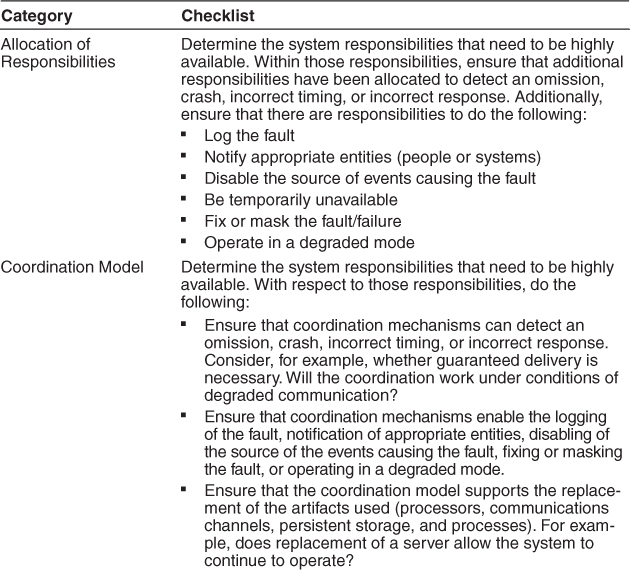 Category Checklist
Allocation of Determine the system responsibilities that need to be highly
Responsibilities available. Within those responsibilities, ensure that additional
responsibilities have been allocated to detect an omission,
crash, incorrect timing, or incorrect response. Additionally,
ensure that there are responsibilities to do the following:
▪ Log the fault
▪ Notify appropriate entities (people or systems)
▪ Disable the source of events causing the fault
▪ Be temporarily unavailable
▪ Fix or mask the fault/failure
▪ Operate in a degraded mode
Coordination Model Determine the system responsibilities that need to be highly
available. With respect to those responsibilities, do the
following:
▪ Ensure that coordination mechanisms can detect an
omission, crash, incorrect timing, or incorrect response.
Consider, for example, whether guaranteed delivery is
necessary. Will the coordination work under conditions of
degraded communication?
▪ Ensure that coordination mechanisms enable the logging
of the fault, notification of appropriate entities, disabling of
the source of the events causing the fault, fixing or masking
the fault, or operating in a degraded mode.
▪ Ensure that the coordination model supports the replace-
ment of the artifacts used (processors, communications
channels, persistent storage, and processes). For exam-
ple, does replacement of a server allow the system to
continue to operate?